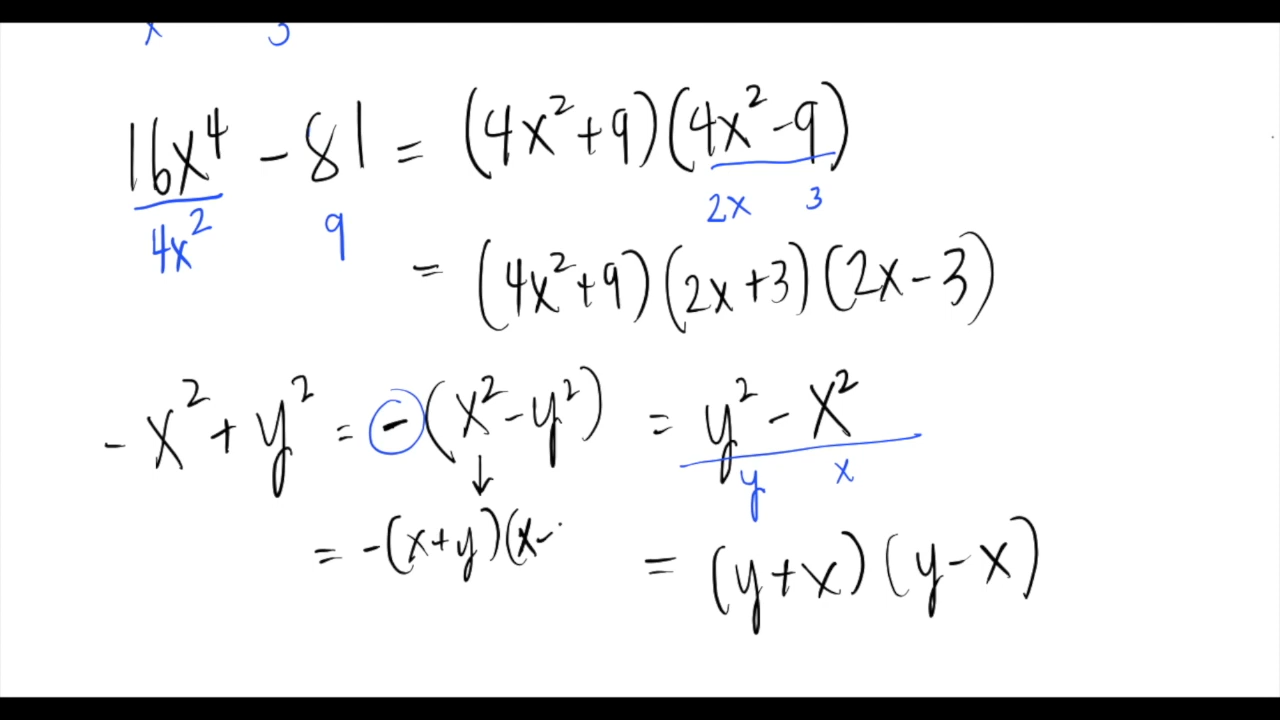 16x⁴ - 81 = (4x² + 9)(4x² - 9)
4x² 9 2x 3
= (4x² + 9)(2x + 3)(2x - 3)
- x² + y² = -(x² - y²) = y² - x²
↓ y x
= -(x + y)(x - = (y + x)(y - x)